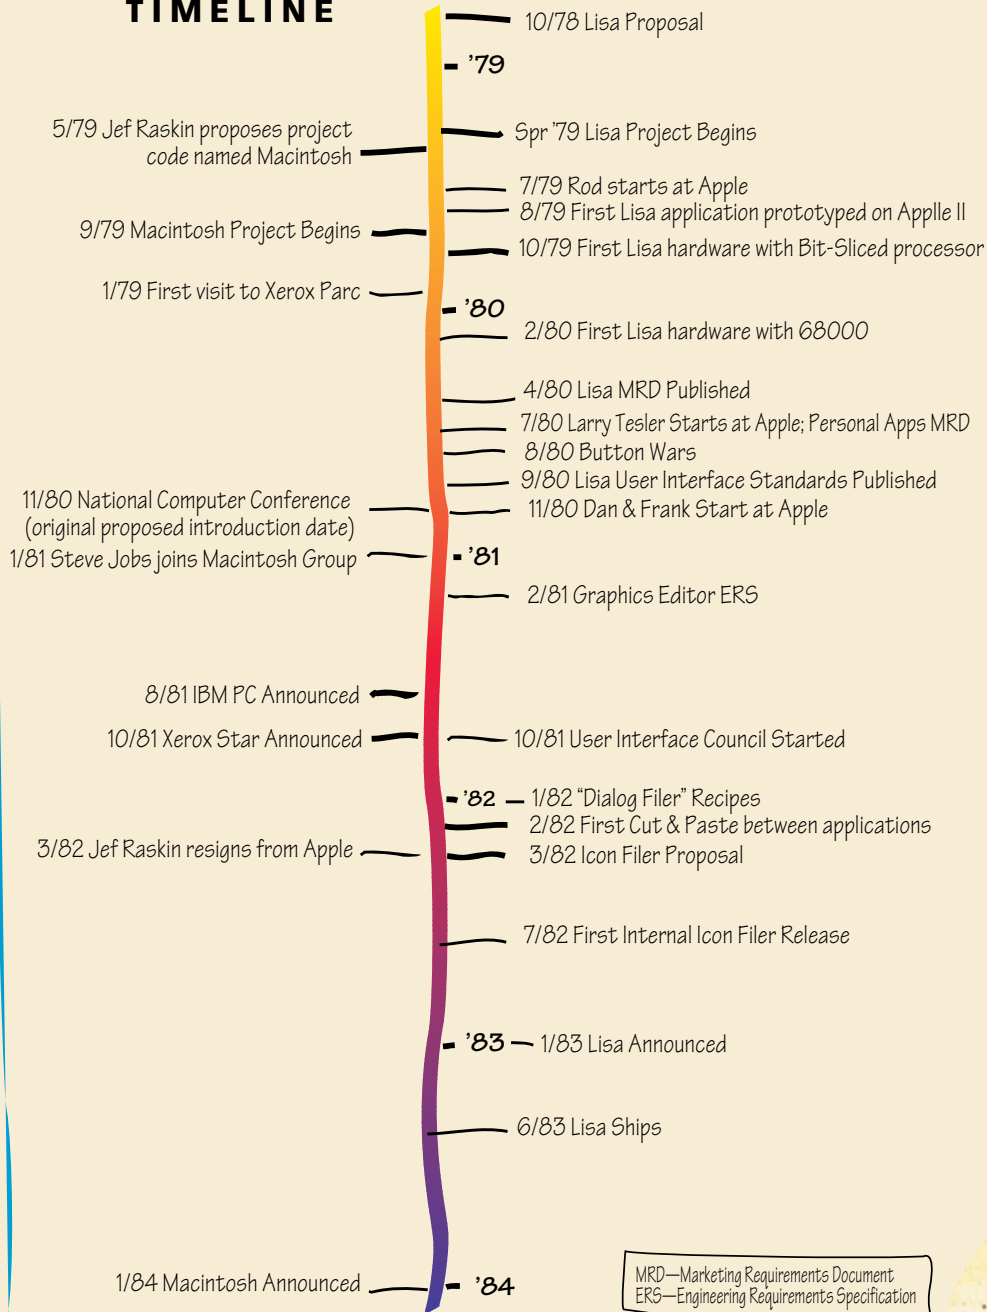 TIMELINE
10/78 Lisa Proposal
'79
5/79 Jef Raskin proposes project
code named Macintosh
Spr '79 Lisa Project Begins
7/79 Rod starts at Apple
8/79 First Lisa application prototyped on Applle II
9/79 Macintosh Project Begins
10/79 First Lisa hardware with Bit-Sliced processor
1/79 First visit to Xerox Parc
'80
2/80 First Lisa hardware with 68000
4/80 Lisa MRD Published
7/80 Larry Tesler Starts at Apple; Personal Apps MRD
8/80 Button Wars
9/80 Lisa User Interface Standards Published
11/80 National Computer Conference
(original proposed introduction date)
11/80 Dan & Frank Start at Apple
1/81 Steve Jobs joins Macintosh Group
'81
2/81 Graphics Editor ERS
8/81 IBM PC Announced
10/81 Xerox Star Announced
10/81 User Interface Council Started
'82
1/82 “Dialog Filer” Recipes
2/82 First Cut & Paste between applications
3/82 Jef Raskin resigns from Apple
3/82 Icon Filer Proposal
7/82 First Internal Icon Filer Release
'83
1/83 Lisa Announced
6/83 Lisa Ships
1/84 Macintosh Announced
'84
MRD—Marketing Requirements Document
ERS—Engineering Requirements Specification